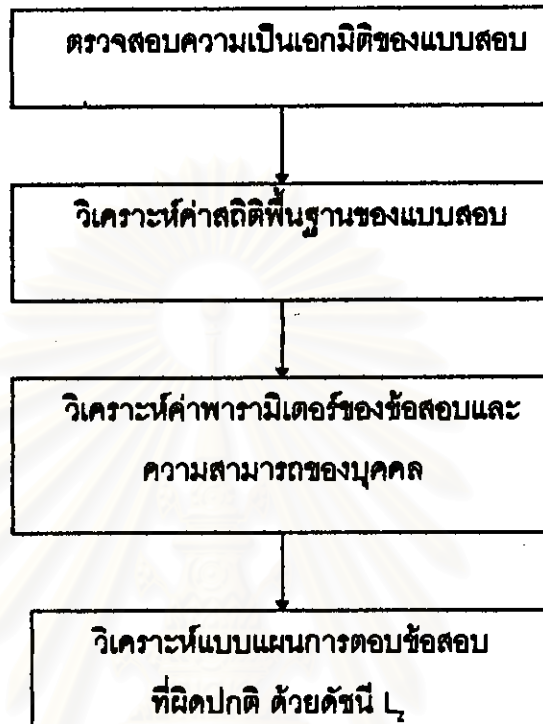 ตรวจสอบความเป็นเอกมิติของแบบสอบ
วิเคราะห์ค่าสถิติพื้นฐานของแบบสอบ
วิเคราะห์ค่าพารามิเตอร์ของข้อสอบและ
ความสามารถของบุคคล
วิเคราะห์แบบแผนการตอบข้อสอบ
ที่ผิดปกติ ด้วยดัชนี L_z